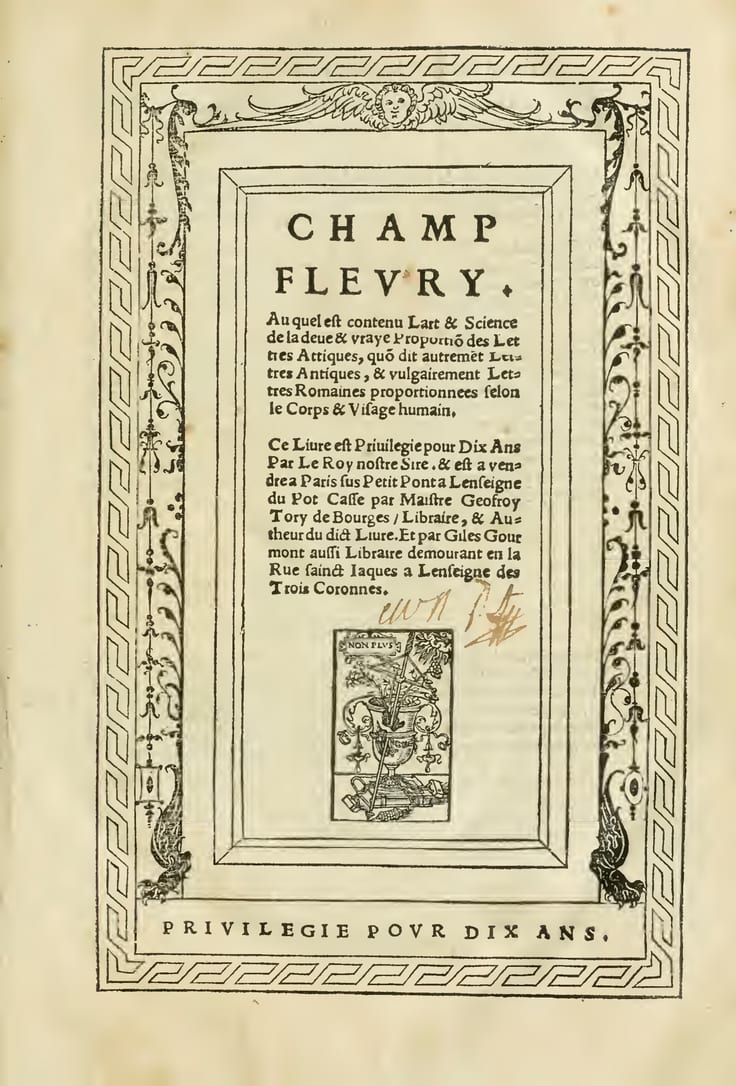 CHAMP
FLEVRY.
Au quel eſt contenu Lart & Science
de la deue & vraye Proportiō des Let
tres Attiques, quō dit autremēt Let⸗
tres Antiques, & vulgairement Let⸗
tres Romaines proportionnees ſelon
le Corps & Viſage humain.
Ce Liure eſt Priuilegie pour Dix Ans
Par Le Roy noſtre Sire. & eſt a ven⸗
dre a Paris ſus Petit Pont a Lenſeigne
du Pot Caſſe par Maiſtre Geofroy
Tory de Bourges / Libraire, & Au⸗
theur du dict Liure. Et par Giles Gour
mont auſſi Libraire demourant en la
Rue ſainct Iaques a Lenſeigne des
Trois Coronnes.
NON PLVS
PRIVILEGIE POVR DIX ANS.